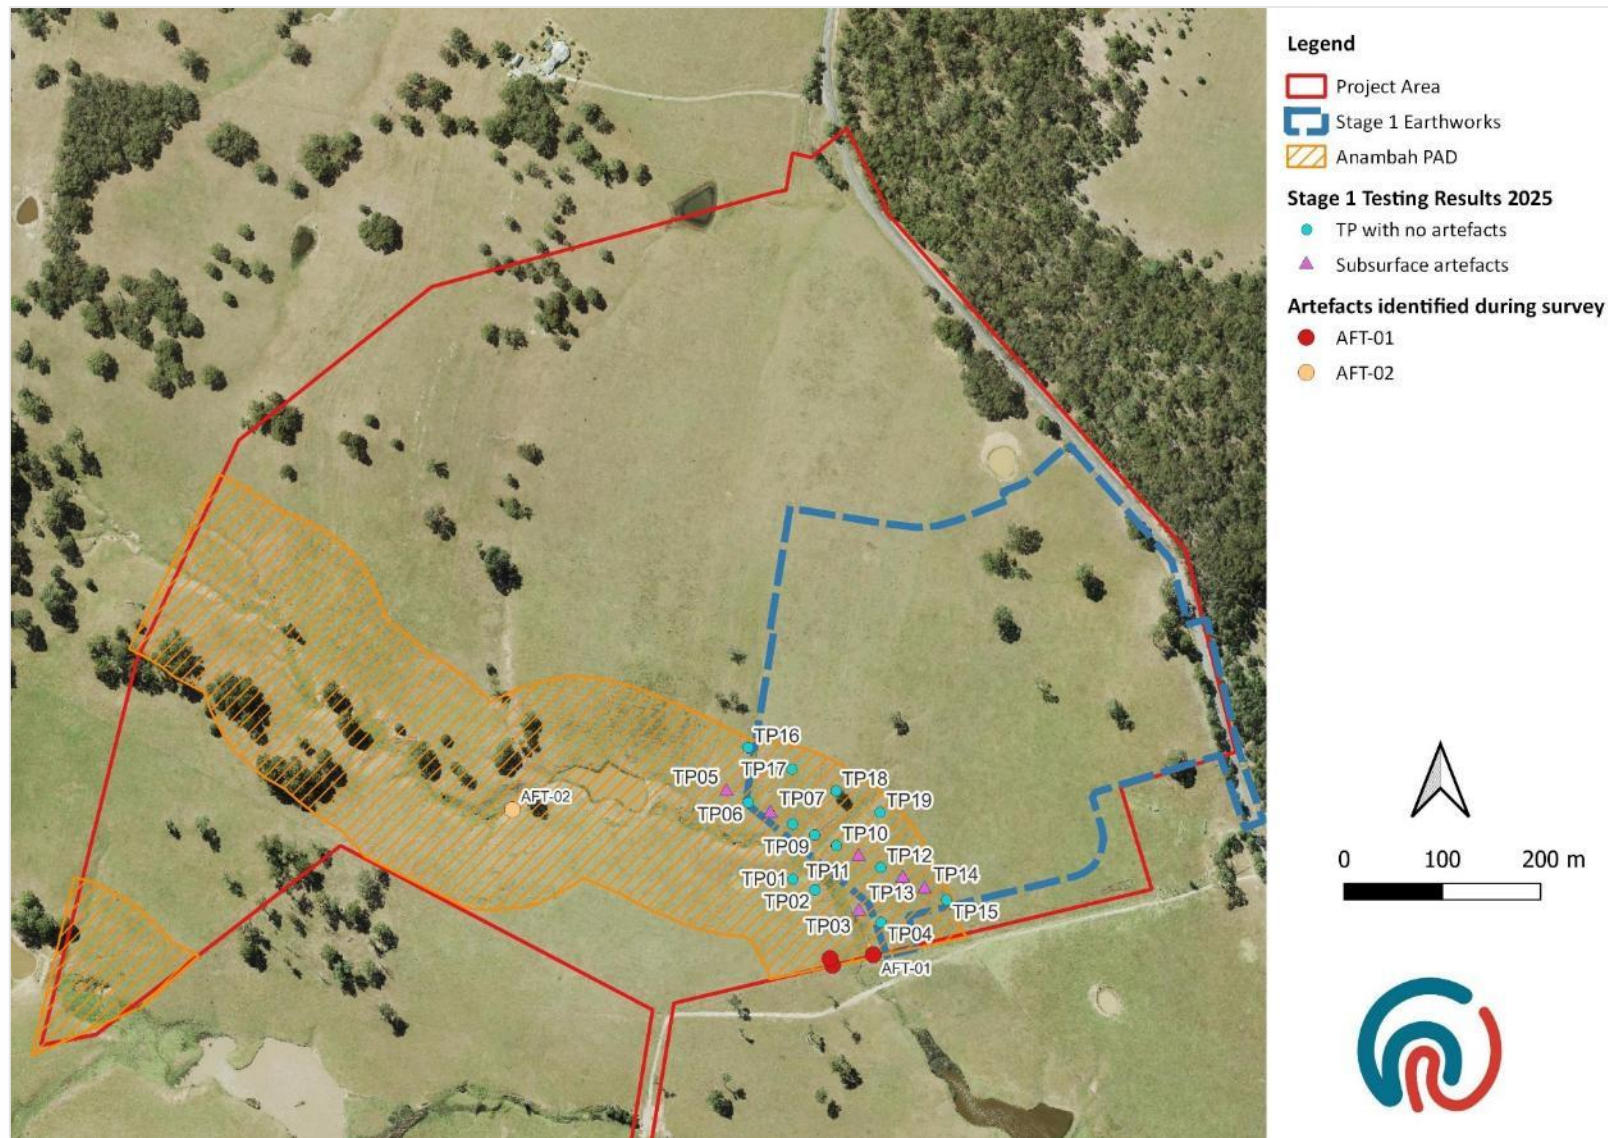 Legend
Project Area
Stage 1 Earthworks
Anambah PAD
Stage 1 Testing Results 2025
TP with no artefacts
Subsurface artefacts
Artefacts identified during survey
AFT-01
AFT-02
TP16
TP17
TP05
TP18
TP06
TP07
TP19
AFT-02
TP09
TP10
TP12
TP01
TP11
TP14
TP02
TP13
TP15
TP03
TP04
AFT-01
0 100 200 m